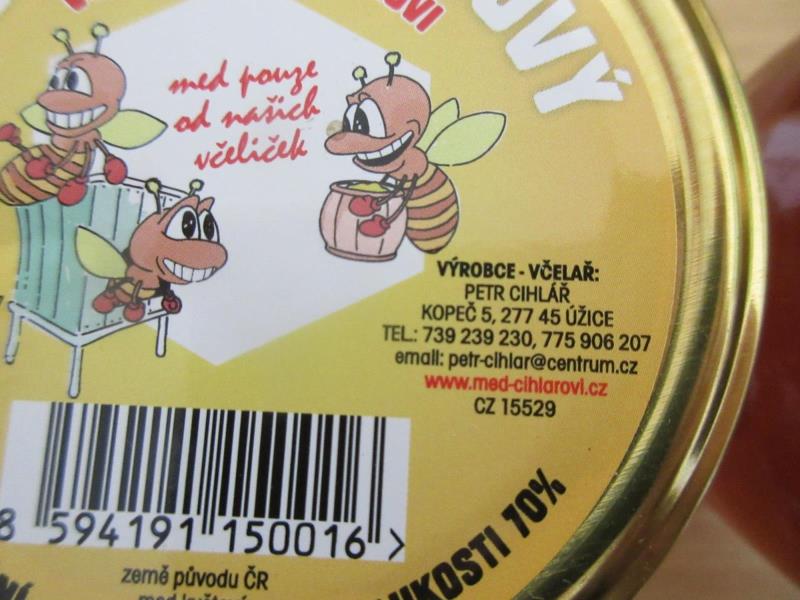 med pouze
od našich
včeliček
VÝROBCE - VČELAŘ:
PETR CIHLÁŘ
KOPEČ 5, 277 45 ÚŽICE
TEL.: 739 239 230, 775 906 207
email: petr-cihlar@centrum.cz
www.med-cihlarovi.cz
CZ 15529
8 594191 150016 >
70%
země původu ČR